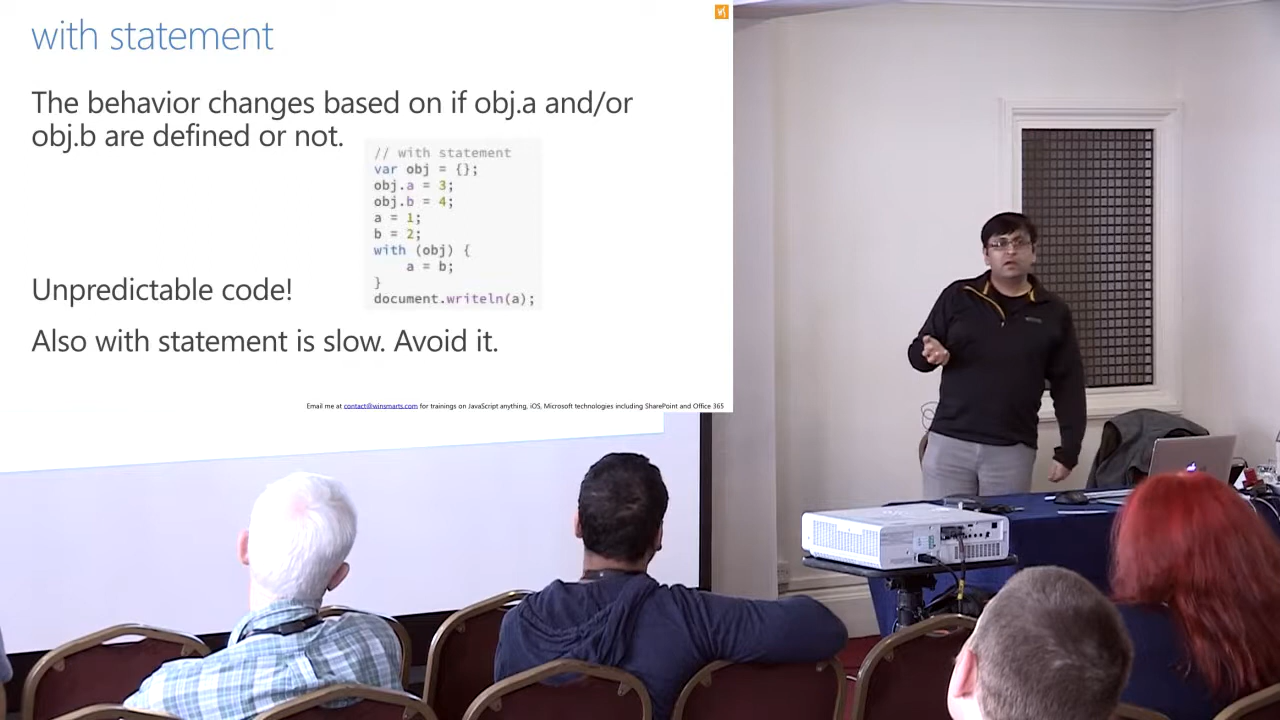 with statement
The behavior changes based on if obj.a and/or
obj.b are defined or not.
// with statement
var obj = {};
obj.a = 3;
obj.b = 4;
a = 1;
b = 2;
with (obj) {
a = b;
}
document.writeln(a);
Unpredictable code!
Also with statement is slow. Avoid it.
Email me at contact@winsmarts.com for trainings on JavaScript anything, iOS, Microsoft technologies including SharePoint and Office 365